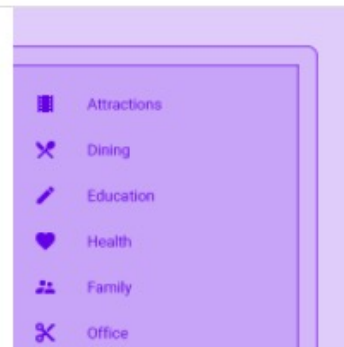 Attractions
Dining
Education
Health
Family
Office